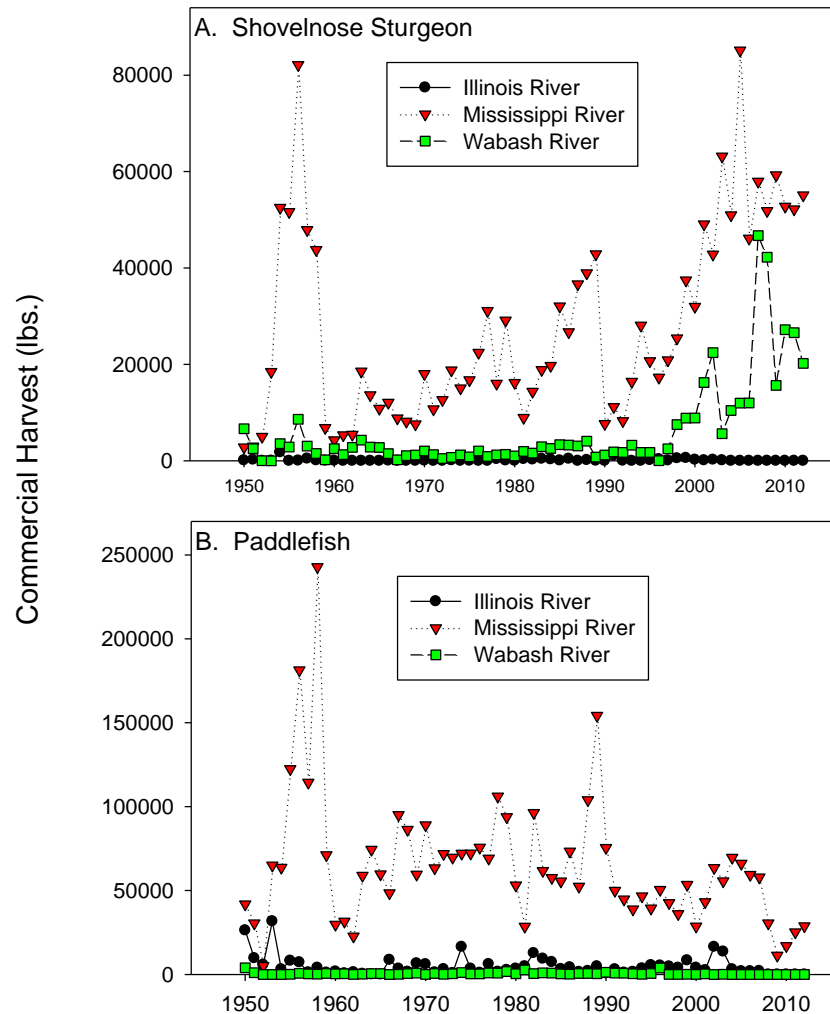 Commercial Harvest (lbs.)
A. Shovelnose Sturgeon
80000
60000
40000
20000
0
Illinois River
Mississippi River
Wabash River
1950 1960 1970 1980 1990 2000 2010
B. Paddlefish
250000
200000
150000
100000
50000
0
Illinois River
Mississippi River
Wabash River
1950 1960 1970 1980 1990 2000 2010